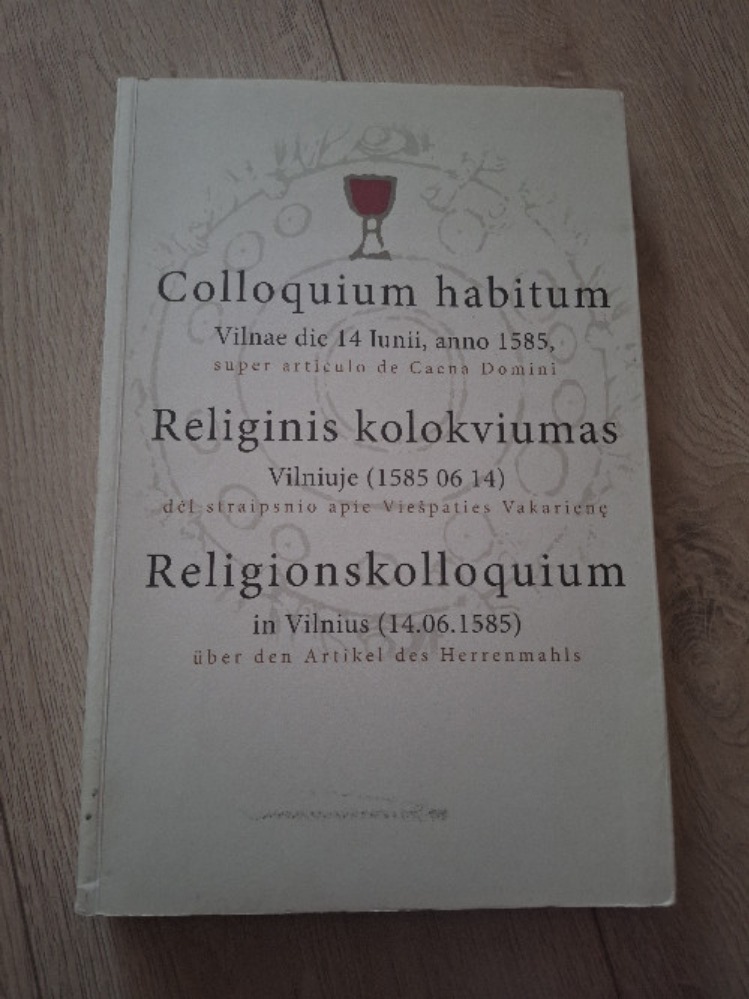 Colloquium habitum
Vilnae die 14 Iunii, anno 1585,
super articulo de Caena Domini
Religinis kolokviumas
Vilniuje (1585 06 14)
dėl straipsnio apie Viešpaties Vakarienę
Religionskolloquium
in Vilnius (14.06.1585)
über den Artikel des Herrenmahls